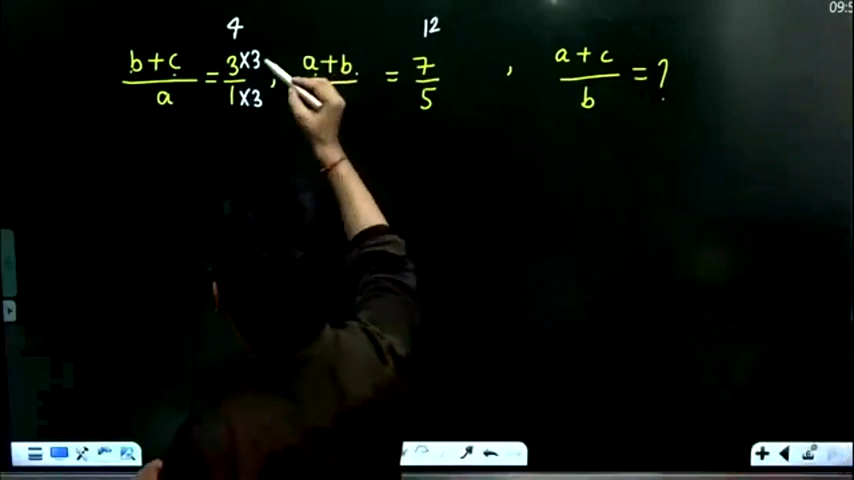 09:5
4 12
b+c/a = 3×3/1×3 , a+b/ = 7/5 , a+c/b = ?